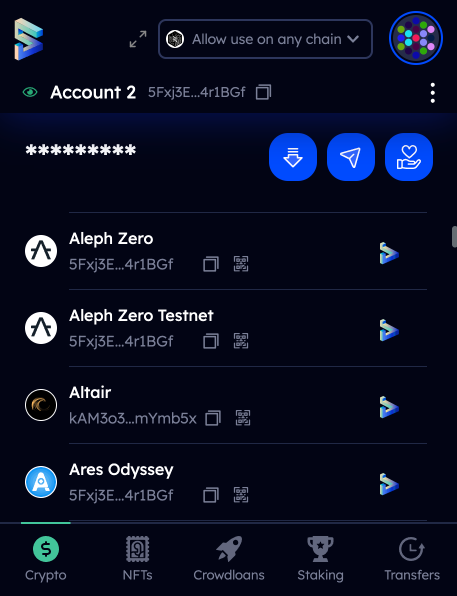 Allow use on any chain
Account 2 5Fxj3E...4r1BGf
*********
Aleph Zero
5Fxj3E...4r1BGf
Aleph Zero Testnet
5Fxj3E...4r1BGf
Altair
kAM3o3...mYmb5x
Ares Odyssey
5Fxj3E...4r1BGf
Crypto NFTs Crowdloans Staking Transfers